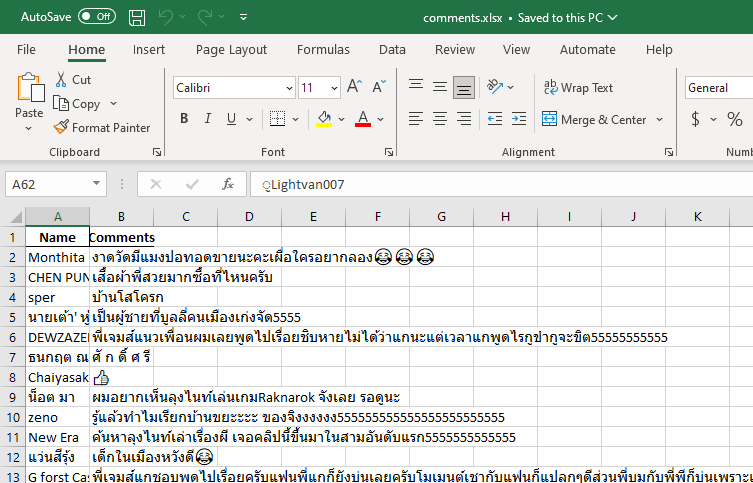 AutoSave Off comments.xlsx • Saved to this PC
File Home Insert Page Layout Formulas Data Review View Automate Help
Paste Cut Copy Format Painter Clipboard
Calibri 11 B I U A Font
Wrap Text Merge & Center Alignment
General $ % Num
A62 fx ูLightvan007
A B C D E F G H I J K
1 Name Comments
2 Monthita งาดวัดมีแมงปอทอดขายนะคะเผื่อใครอยากลอง😂😂😂
3 CHEN PUN เสื้อผ้าพี่สวยมากซื้อที่ไหนครับ
4 sper บ้านโสโครก
5 นายเต้า' หู้ เป็นผู้ชายที่บูลลี่คนเมืองเก่งจัด5555
6 DEWZAZE พี่เจมส์แนวเพื่อนผมเลยพูดไปเรื่อยชิบหายไม่ได้ว่าแกนะแต่เวลาแกพูดไรกูขำกูจะขิต55555555555
7 ธนกฤต ณ ศั ก ดิ์ ศ รี
8 Chaiyasak 👍
9 น็อต มา ผมอยากเห็นลุงไนท์เล่นเกมRaknarok จังเลย รอดูนะ
10 zeno รู้แล้วทำไมเรียกบ้านขยะะะะ ของจิงงงงงง5555555555555555555555555
11 New Era ค้นหาลุงไนท์เล่าเรื่องผี เจอคลิปนี้ขึ้นมาในสามอันดับแรก5555555555555
12 แว่นสีรุ้ง เด็กในเมืองหวังดี😂
13 G forst Ca พี่เจมส์แกชอบพูดไปเรื่อยครับแฟนพี่แกก็ยังบ่นเลยครับโมเมนต์เชากับแฟนก็แปลกๆดีส่วนพี่บูมกับพี่พีก็บ่นเพราะเ